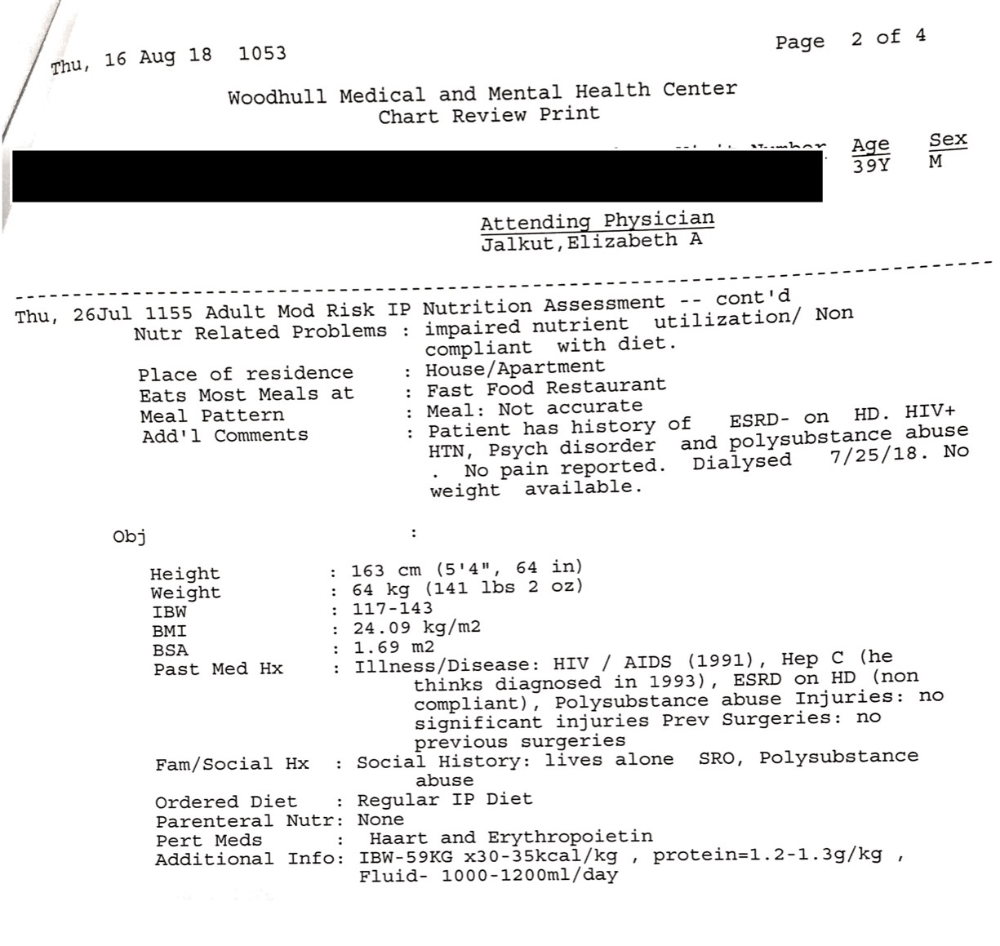 Thu, 16 Aug 18 1053
Page 2 of 4
Woodhull Medical and Mental Health Center
Chart Review Print
Number Age Sex
39Y M
Attending Physician
Jalkut,Elizabeth A
Thu, 26Jul 1155 Adult Mod Risk IP Nutrition Assessment -- cont'd
Nutr Related Problems : impaired nutrient utilization/ Non
compliant with diet.
Place of residence : House/Apartment
Eats Most Meals at : Fast Food Restaurant
Meal Pattern : Meal: Not accurate
Add'l Comments : Patient has history of ESRD- on HD. HIV+
HTN, Psych disorder and polysubstance abuse
. No pain reported. Dialysed 7/25/18. No
weight available.
Obj :
Height : 163 cm (5'4", 64 in)
Weight : 64 kg (141 lbs 2 oz)
IBW : 117-143
BMI : 24.09 kg/m2
BSA : 1.69 m2
Past Med Hx : Illness/Disease: HIV / AIDS (1991), Hep C (he
thinks diagnosed in 1993), ESRD on HD (non
compliant), Polysubstance abuse Injuries: no
significant injuries Prev Surgeries: no
previous surgeries
Fam/Social Hx : Social History: lives alone SRO, Polysubstance
abuse
Ordered Diet : Regular IP Diet
Parenteral Nutr: None
Pert Meds : Haart and Erythropoietin
Additional Info: IBW-59KG x30-35kcal/kg , protein=1.2-1.3g/kg ,
Fluid- 1000-1200ml/day